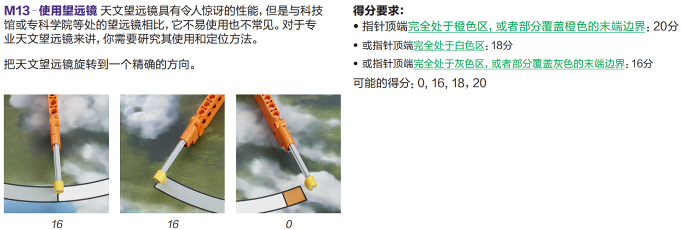 M13-使用望远镜 天文望远镜具有令人惊讶的性能，但是与科技
馆或专科学院等处的望远镜相比，它不易用也不常见。对于专
业天文望远镜来讲，你需要研究其使用和定位方法。
把天文望远镜旋转到一个精确的方向。
16
16
0
得分要求：
• 指针顶端完全处于橙色区，或者部分覆盖橙色的末端边界：20分
• 或指针顶端完全处于白色区：18分
• 或指针顶端完全处于灰色区，或者部分覆盖灰色的末端边界：16分
可能的得分：0, 16, 18, 20